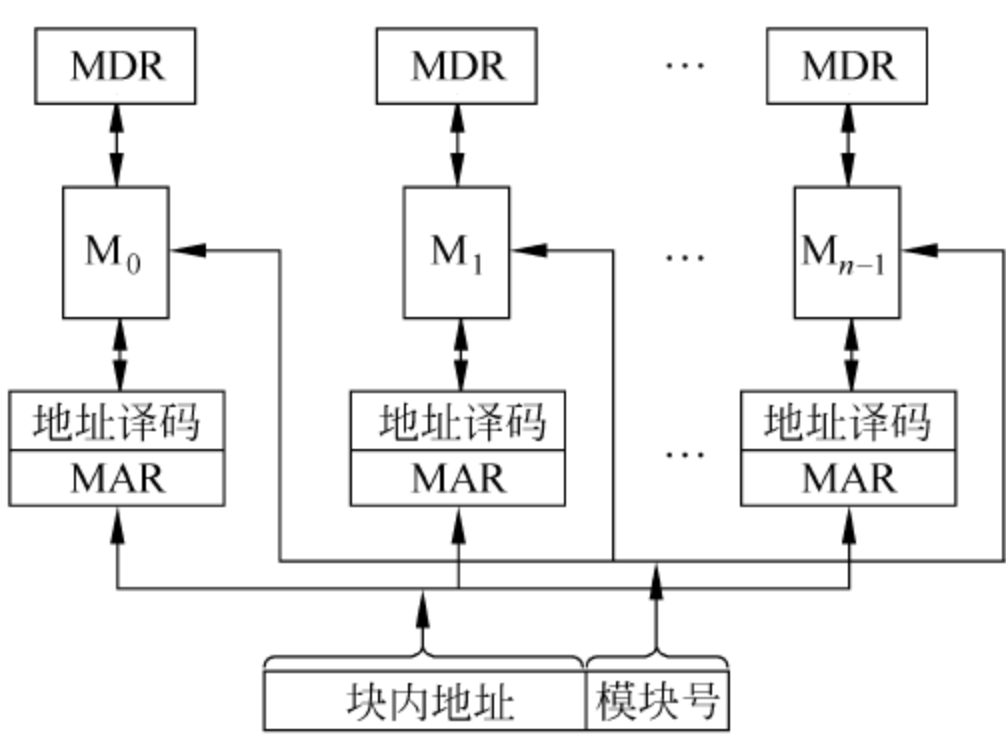 MDR MDR … MDR
M₀ M₁ … Mₙ₋₁
地址译码 地址译码 地址译码
MAR MAR … MAR
块内地址 模块号